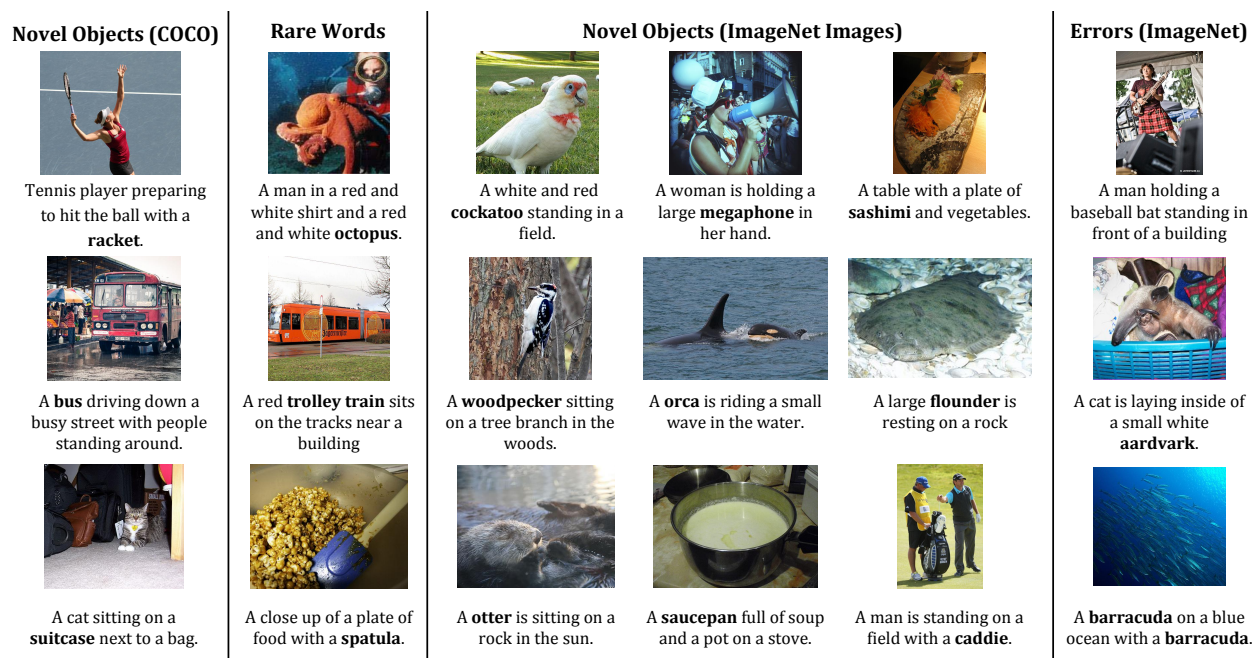 Novel Objects (COCO)
Rare Words
Novel Objects (ImageNet Images)
Errors (ImageNet)
Tennis player preparing
to hit the ball with a
racket.
A man in a red and
white shirt and a red
and white octopus.
A white and red
cockatoo standing in a
field.
A woman is holding a
large megaphone in
her hand.
A table with a plate of
sashimi and vegetables.
A man holding a
baseball bat standing in
front of a building
A bus driving down a
busy street with people
standing around.
A red trolley train sits
on the tracks near a
building
A woodpecker sitting
on a tree branch in the
woods.
A orca is riding a small
wave in the water.
A large flounder is
resting on a rock
A cat is laying inside of
a small white
aardvark.
A cat sitting on a
suitcase next to a bag.
A close up of a plate of
food with a spatula.
A otter is sitting on a
rock in the sun.
A saucepan full of soup
and a pot on a stove.
A man is standing on a
field with a caddie.
A barracuda on a blue
ocean with a barracuda.